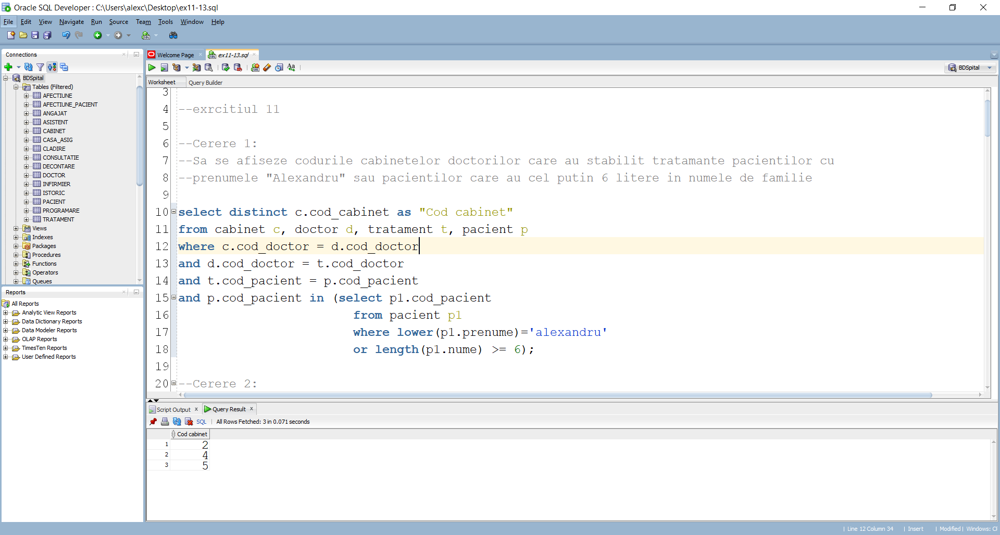 Oracle SQL Developer : C:\Users\alexc\Desktop\ex11-13.sql
File Edit View Navigate Run Source Team Tools Window Help
Connections
BDSpital
Tables (Filtered)
AFECTIUNE
AFECTIUNE_PACIENT
ANGAJAT
ASISTENT
CABINET
CASA_ASIG
CLADIRE
CONSULTATIE
DECONTARE
DOCTOR
INFIRMIER
ISTORIC
PACIENT
PROGRAMARE
TRATAMENT
Views
Indexes
Packages
Procedures
Functions
Operators
Queues
Reports
All Reports
Analytic View Reports
Data Dictionary Reports
Data Modeler Reports
OLAP Reports
TimesTen Reports
User Defined Reports
Welcome Page ex11-13.sql
BDSpital
Worksheet Query Builder
3
4 --exrcitiul 11
5
6 --Cerere 1:
7 --Sa se afiseze codurile cabinetelor doctorilor care au stabilit tratamante pacientilor cu
8 --prenumele "Alexandru" sau pacientilor care au cel putin 6 litere in numele de familie
9
10 select distinct c.cod_cabinet as "Cod cabinet"
11 from cabinet c, doctor d, tratament t, pacient p
12 where c.cod_doctor = d.cod_doctor
13 and d.cod_doctor = t.cod_doctor
14 and t.cod_pacient = p.cod_pacient
15 and p.cod_pacient in (select p1.cod_pacient
16 from pacient p1
17 where lower(p1.prenume)='alexandru'
18 or length(p1.nume) >= 6);
19
20 --Cerere 2:
Script Output x Query Result x
SQL | All Rows Fetched: 3 in 0.071 seconds
Cod cabinet
1 2
2 4
3 5
| Line 12 Column 34 | Insert | Modified | Windows: